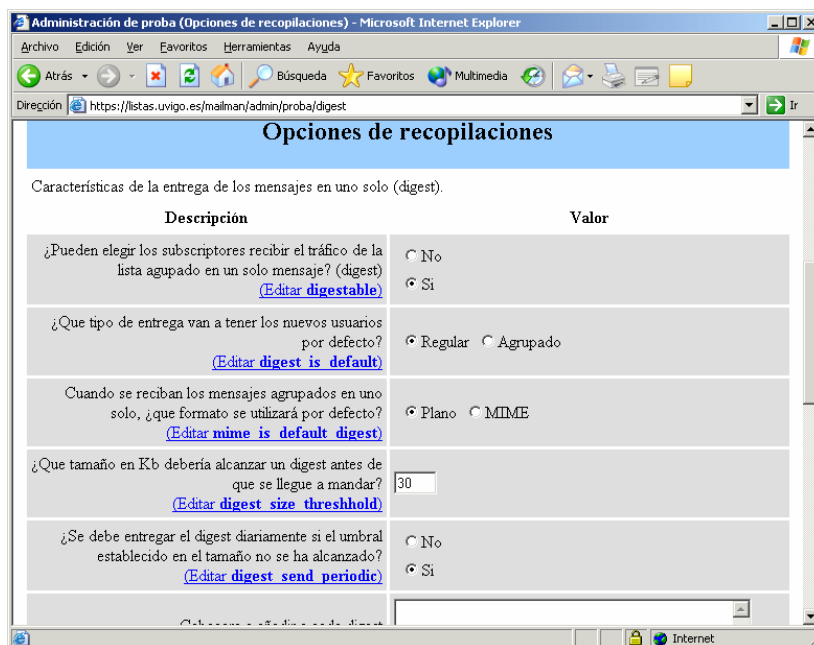 Administración de proba (Opciones de recopilaciones) - Microsoft Internet Explorer
Archivo Edición Ver Favoritos Herramientas Ayuda
Atrás Búsqueda Favoritos Multimedia
Dirección https://listas.uvigo.es/mailman/admin/proba/digest Ir
Opciones de recopilaciones
Características de la entrega de los mensajes en uno solo (digest).
Descripción Valor
¿Pueden elegir los subscriptores recibir el tráfico de la
lista agupado en un solo mensaje? (digest)
(Editar digestable)
No
Si
¿Que tipo de entrega van a tener los nuevos usuarios
por defecto?
(Editar digest_is_default)
Regular Agrupado
Cuando se reciban los mensajes agrupados en uno
solo, ¿que formato se utilizará por defecto?
(Editar mime_is_default_digest)
Plano MIME
¿Que tamaño en Kb debería alcanzar un digest antes de
que se llegue a mandar?
(Editar digest_size_threshhold)
30
¿Se debe entregar el digest diariamente si el umbral
establecido en el tamaño no se ha alcanzado?
(Editar digest_send_periodic)
No
Si
Internet